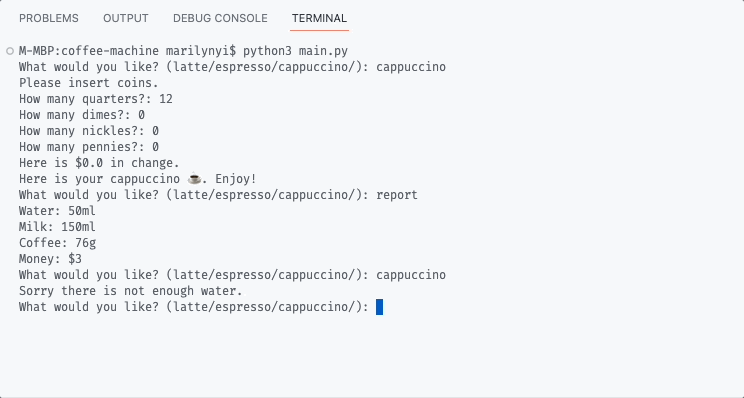 PROBLEMS OUTPUT DEBUG CONSOLE TERMINAL
M-MBP:coffee-machine marilynyi$ python3 main.py
What would you like? (latte/espresso/cappuccino/): cappuccino
Please insert coins.
How many quarters?: 12
How many dimes?: 0
How many nickles?: 0
How many pennies?: 0
Here is $0.0 in change.
Here is your cappuccino ☕. Enjoy!
What would you like? (latte/espresso/cappuccino/): report
Water: 50ml
Milk: 150ml
Coffee: 76g
Money: $3
What would you like? (latte/espresso/cappuccino/): cappuccino
Sorry there is not enough water.
What would you like? (latte/espresso/cappuccino/):